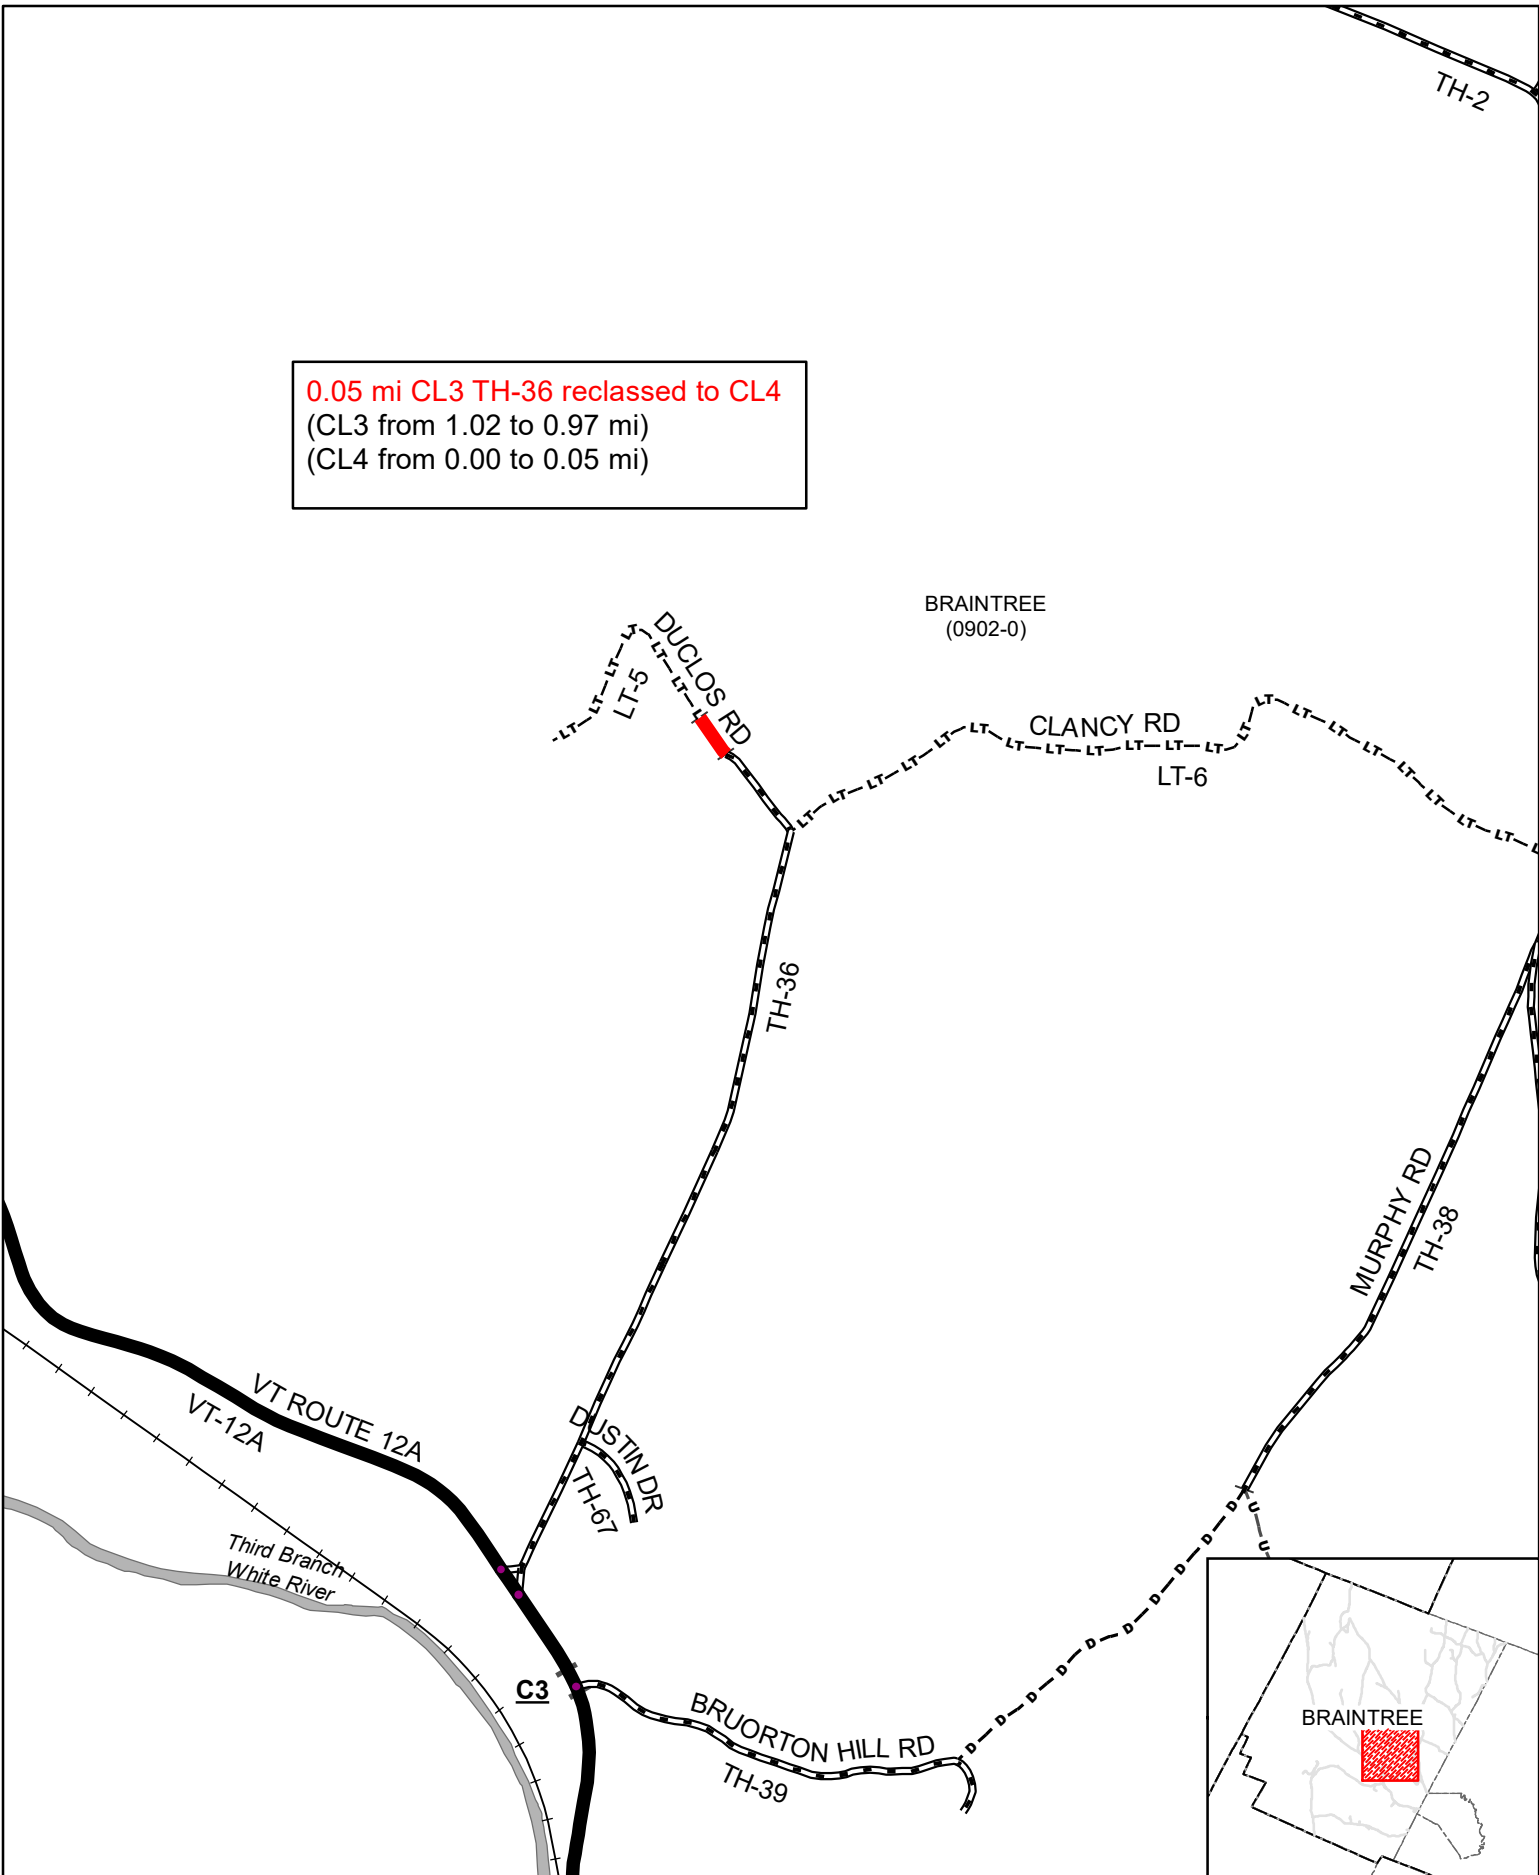 TH-2
0.05 mi CL3 TH-36 reclassed to CL4
(CL3 from 1.02 to 0.97 mi)
(CL4 from 0.00 to 0.05 mi)
BRAINTREE
(0902-0)
DUCLOS RD
LT-5
CLANCY RD
LT-6
TH-36
MURPHY RD
TH-38
VT ROUTE 12A
VT-12A
DUSTIN DR
TH-67
Third Branch
White River
C3
BRUORTON HILL RD
TH-39
BRAINTREE